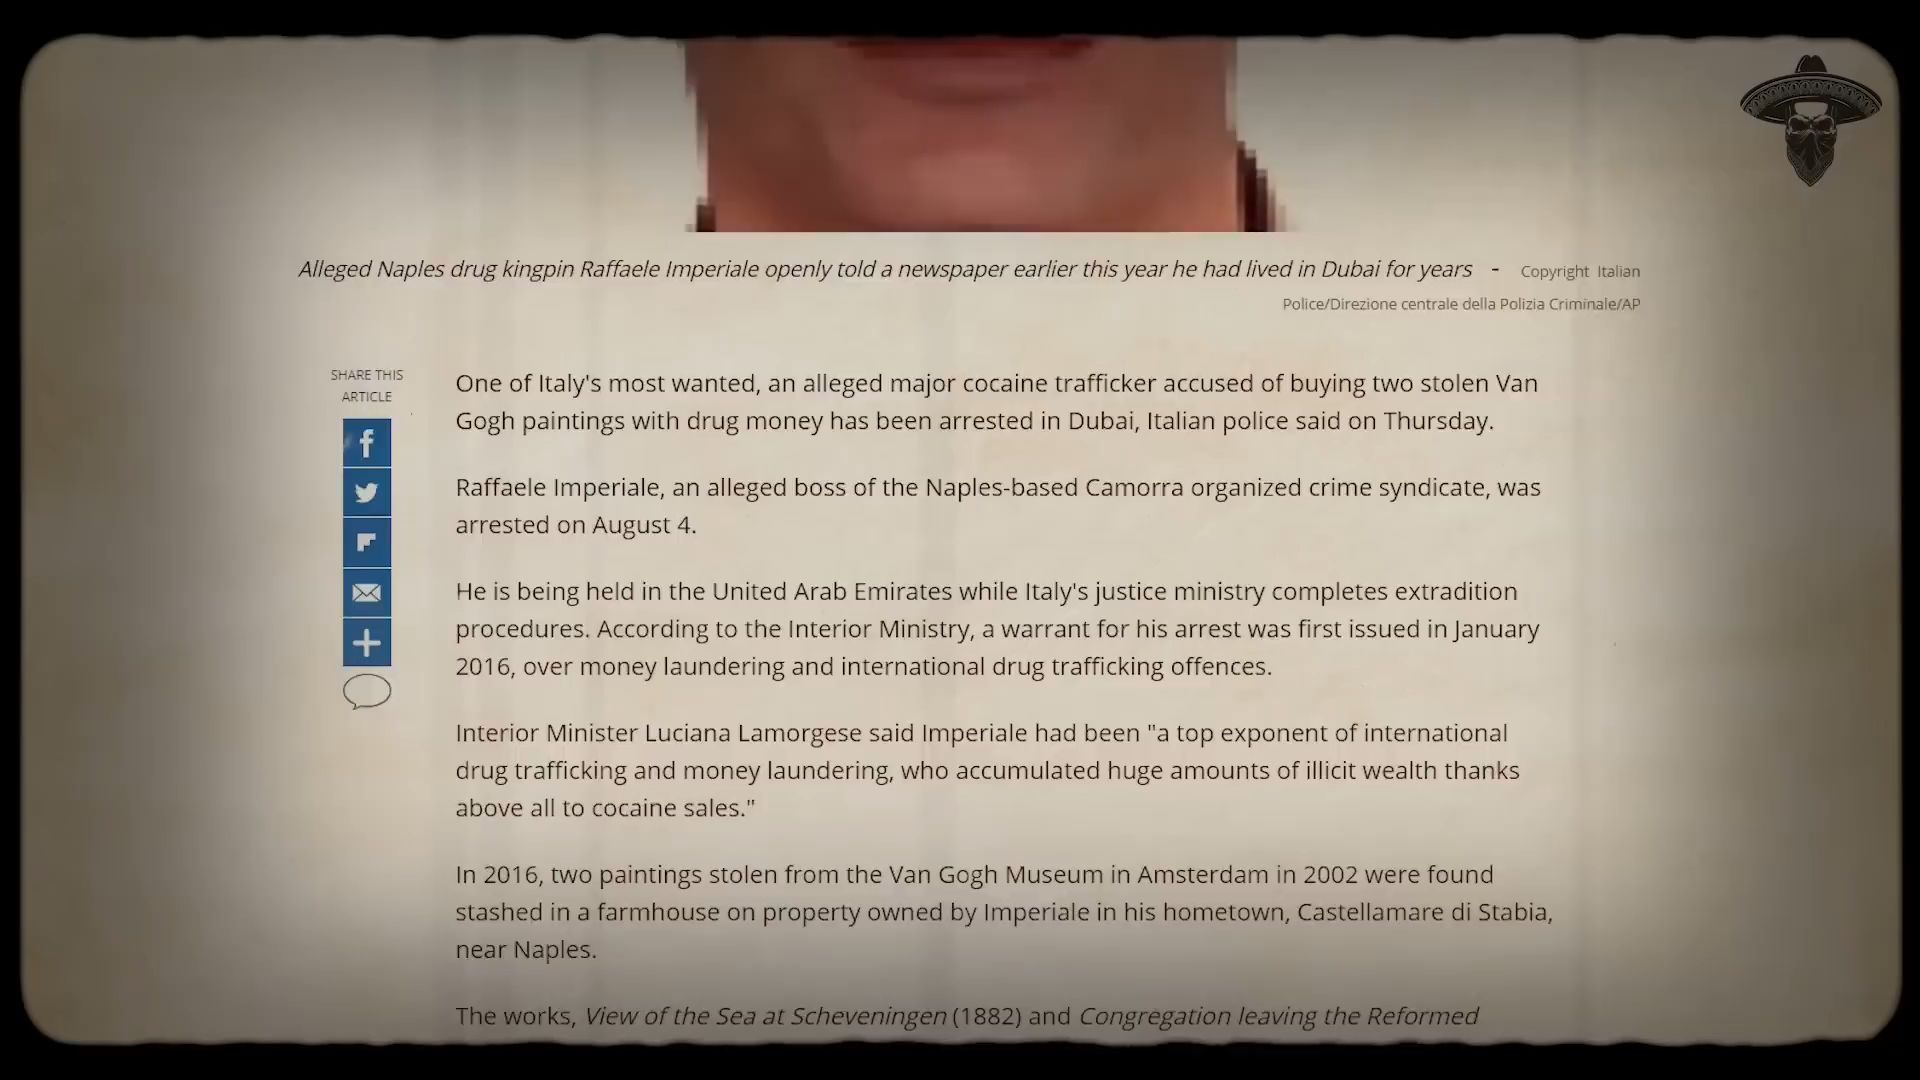 Alleged Naples drug kingpin Raffaele Imperiale openly told a newspaper earlier this year he had lived in Dubai for years - Copyright Italian
Police/Direzione centrale della Polizia Criminale/AP
SHARE THIS
ARTICLE
One of Italy's most wanted, an alleged major cocaine trafficker accused of buying two stolen Van
Gogh paintings with drug money has been arrested in Dubai, Italian police said on Thursday.
Raffaele Imperiale, an alleged boss of the Naples-based Camorra organized crime syndicate, was
arrested on August 4.
He is being held in the United Arab Emirates while Italy's justice ministry completes extradition
procedures. According to the Interior Ministry, a warrant for his arrest was first issued in January
2016, over money laundering and international drug trafficking offences.
Interior Minister Luciana Lamorgese said Imperiale had been "a top exponent of international
drug trafficking and money laundering, who accumulated huge amounts of illicit wealth thanks
above all to cocaine sales."
In 2016, two paintings stolen from the Van Gogh Museum in Amsterdam in 2002 were found
stashed in a farmhouse on property owned by Imperiale in his hometown, Castellamare di Stabia,
near Naples.
The works, View of the Sea at Scheveningen (1882) and Congregation leaving the Reformed